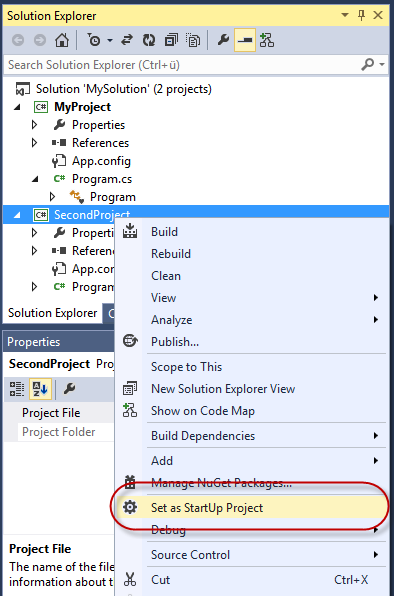 Solution Explorer
Search Solution Explorer (Ctrl+ü)
Solution 'MySolution' (2 projects)
C# MyProject
Properties
References
App.config
C# Program.cs
Program
C# SecondProject
Properti
Referenc
App.con
C# Program
Solution Explorer C
Properties
SecondProject Proj
A Z
Project File
Project Folder
Project File
The name of the file
information about t
Build
Rebuild
Clean
View
Analyze
Publish...
Scope to This
New Solution Explorer View
Show on Code Map
Build Dependencies
Add
Manage NuGet Packages...
Set as StartUp Project
Debug
Source Control
Cut Ctrl+X